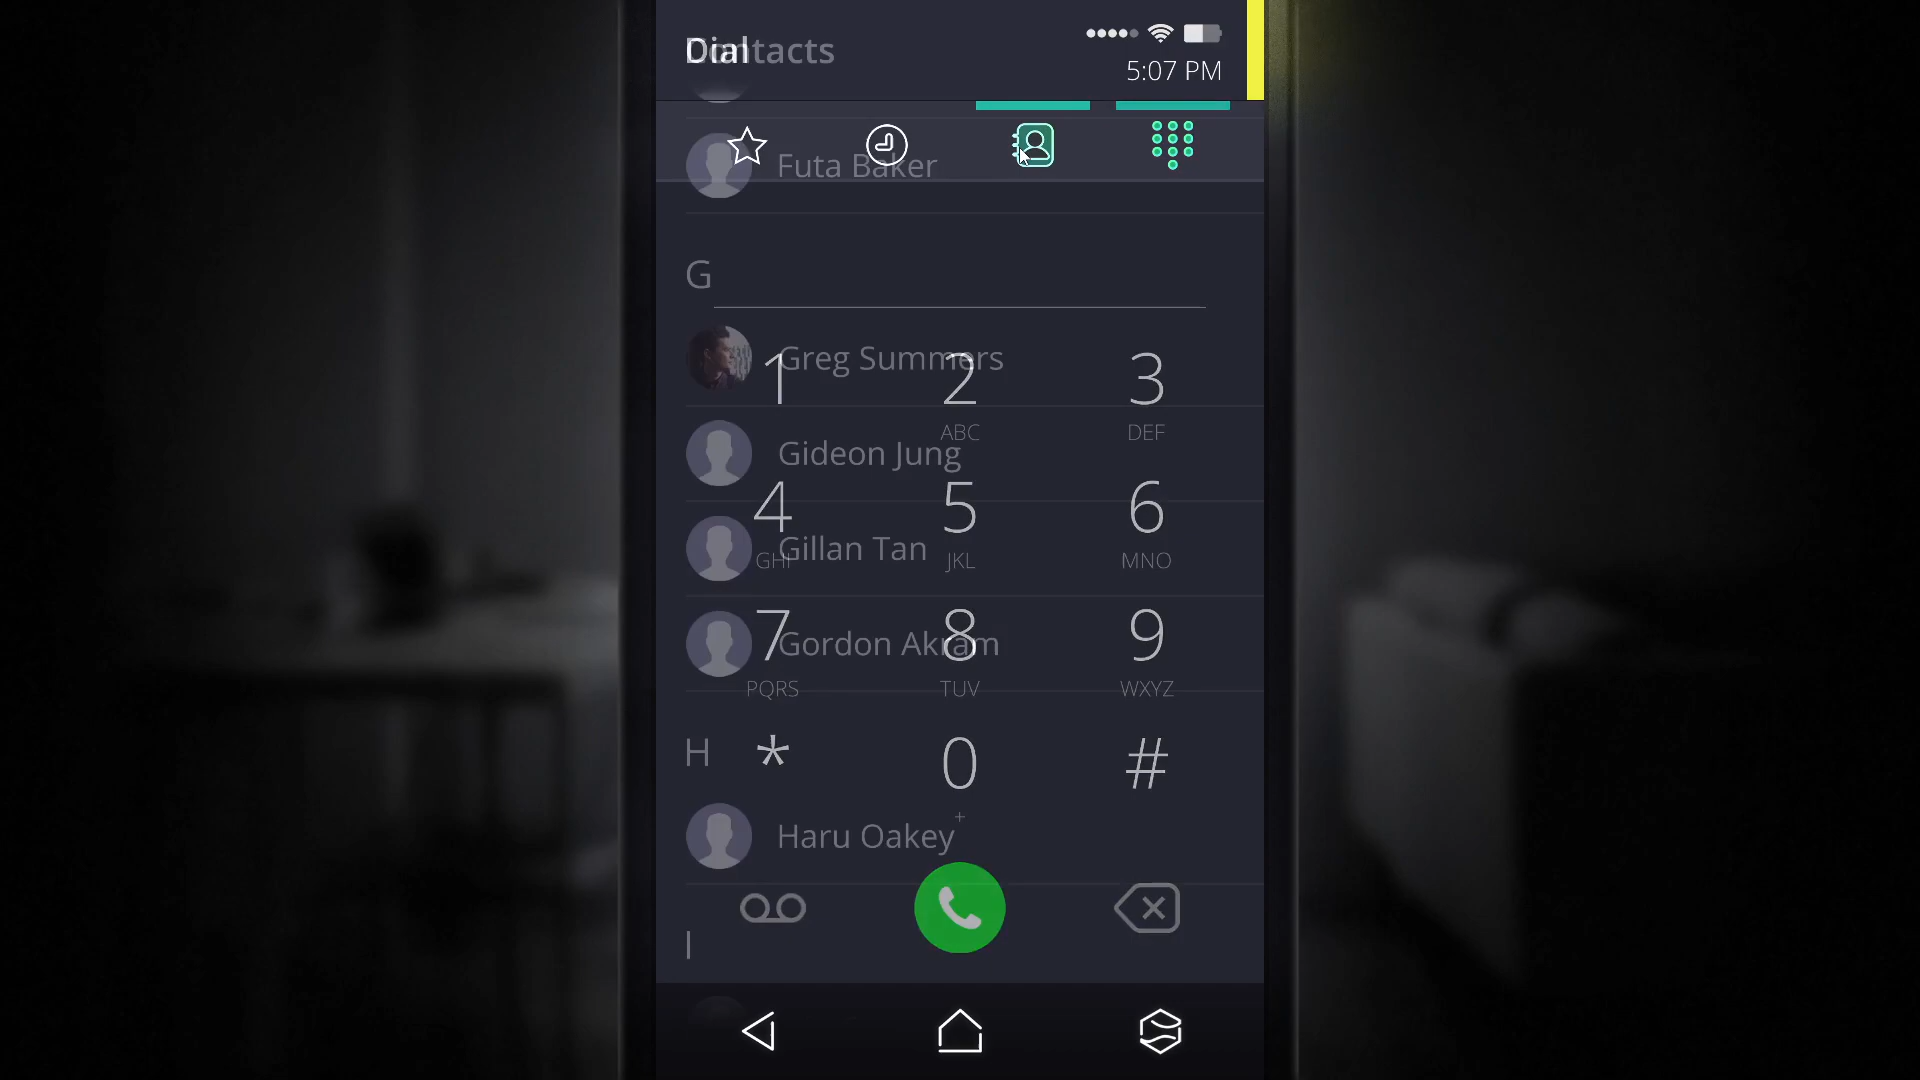 Dial
Contacts
5:07 PM
Futa Baker
G
Greg Summers
1
2
3
ABC
DEF
Gideon Jung
4
5
6
Gillan Tan
GHI
JKL
MNO
7
8
9
Gordon Akram
PQRS
TUV
WXYZ
H
*
0
#
+
Haru Oakey
I